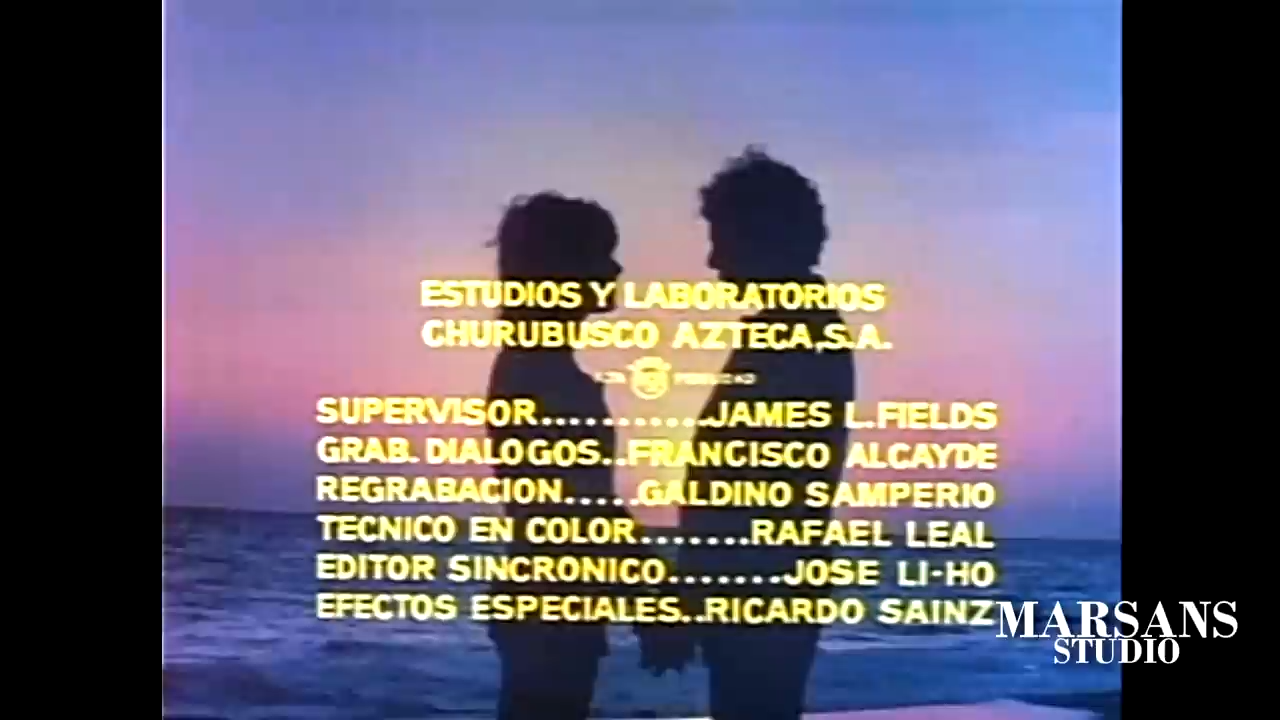 ESTUDIOS Y LABORATORIOS
CHURUBUSCO AZTECA, S.A.
SUPERVISOR............JAMES L. FIELDS
GRAB. DIALOGOS..FRANCISCO ALCAYDE
REGRABACION.....GALDINO SAMPERIO
TECNICO EN COLOR.......RAFAEL LEAL
EDITOR SINCRONICO.......JOSE LI-HO
EFECTOS ESPECIALES..RICARDO SAINZ
MARSANS
STUDIO